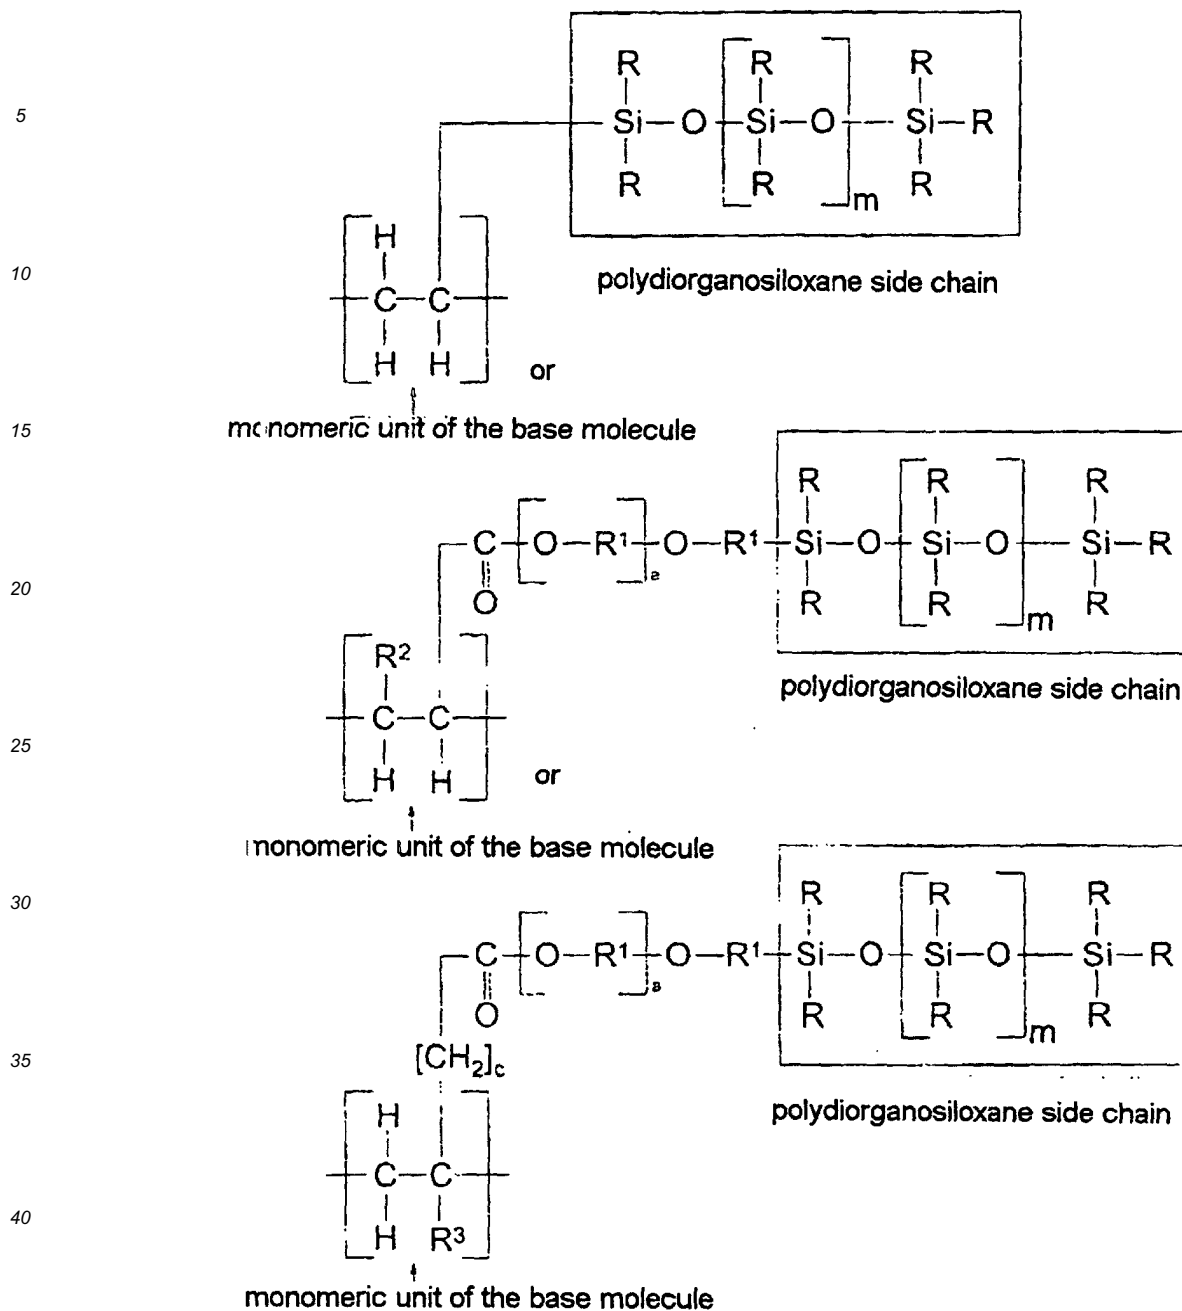 R R R
5 Si—O—[Si—O—]m Si—R
R R R
H
10 polydiorganosiloxane side chain
C—C
H H or
15 monomeric unit of the base molecule
R R R
C—[O—R¹—]a O—R¹—Si—O—[Si—O—]m Si—R
20 O R R R
R²
polydiorganosiloxane side chain
C—C
25 H H or
monomeric unit of the base molecule
30 R R R
C—[O—R¹—]a O—R¹—Si—O—[Si—O—]m Si—R
O R R R
35 [CH₂]c
H polydiorganosiloxane side chain
C—C
40 H R³
monomeric unit of the base molecule